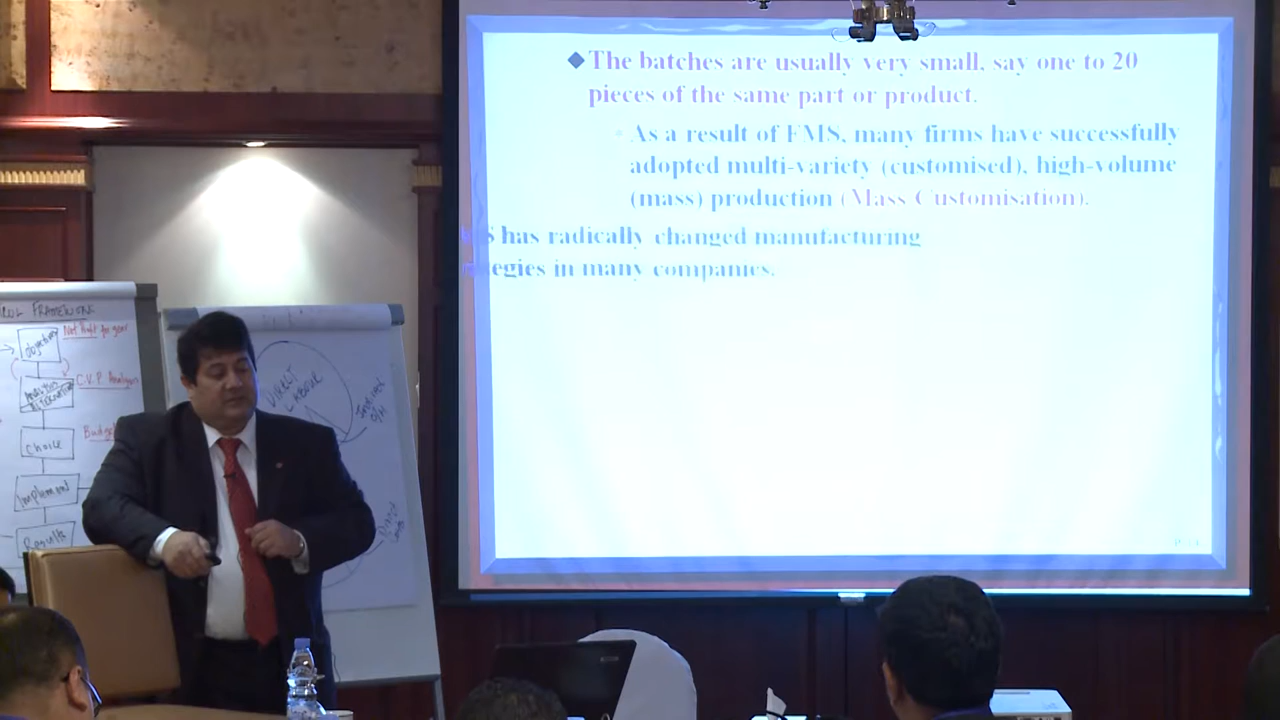 The batches are usually very small, say one to 20
pieces of the same part or product.
As a result of FMS, many firms have successfully
adopted multi-variety (customised), high-volume
(mass) production (Mass Customisation).
S has radically changed manufacturing
tegies in many companies.
FRAMEWORK
Objectives
Net Profit for year
C.V.P. Analysis
Choice
Budget
Implement
Results
DIRECT
LABOUR
O/H